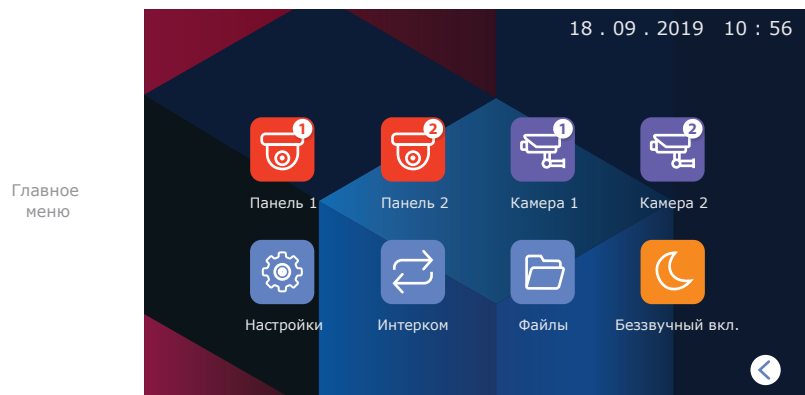 18 . 09 . 2019 10 : 56
1 2 1 2
Панель 1 Панель 2 Камера 1 Камера 2
Главное
меню
Настройки Интерком Файлы Беззвучный вкл.